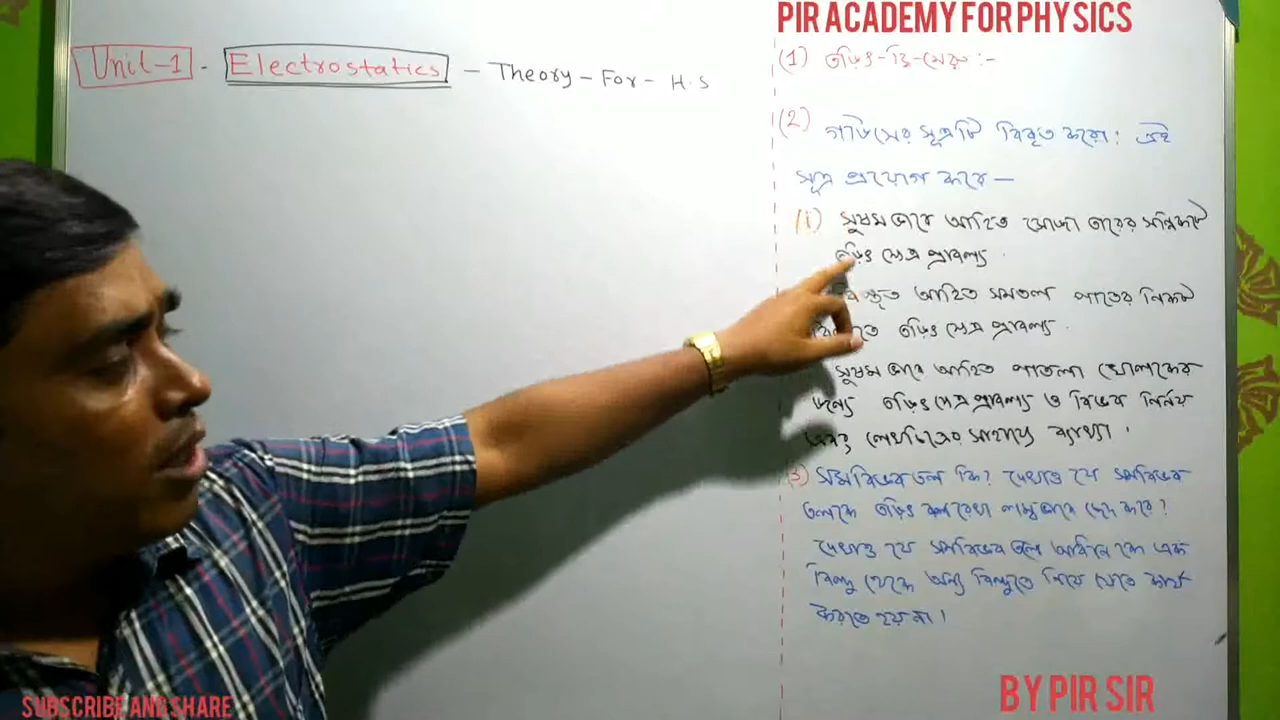 PIR ACADEMY FOR PHYSICS
Unit-1 - Electrostatics - Theory - For - H.S
(1) তড়িৎ-দ্বি-মেরু :-
(2) গাউসের সূত্রটি বিবৃত করো। এই
সূত্র প্রয়োগ করে —
(i) সুষমভাবে আহিত সোজা তারের সন্নিকটে
তড়িৎ ক্ষেত্র প্রাবল্য .
বিস্তৃত আহিত সমতল পাতের নিকট
তড়িৎ ক্ষেত্র প্রাবল্য .
সুষম ভাবে আহিত পাতলা গোলকের
জন্য তড়িৎ ক্ষেত্র প্রাবল্য ও বিভব নির্ণয়
এবং লেখচিত্রের সাহায্যে ব্যাখ্যা .
(3) সমবিভব তল কি? দেখাও যে সমবিভব
তলকে তড়িৎ বলরেখা লম্বভাবে ছেদ করে?
দেখাও যে সমবিভব তলে আধান কে এক
বিন্দু থেকে অন্য বিন্দুতে নিয়ে যেতে কার্য
করতে হয় না।
BY PIR SIR
SUBSCRIBE AND SHARE